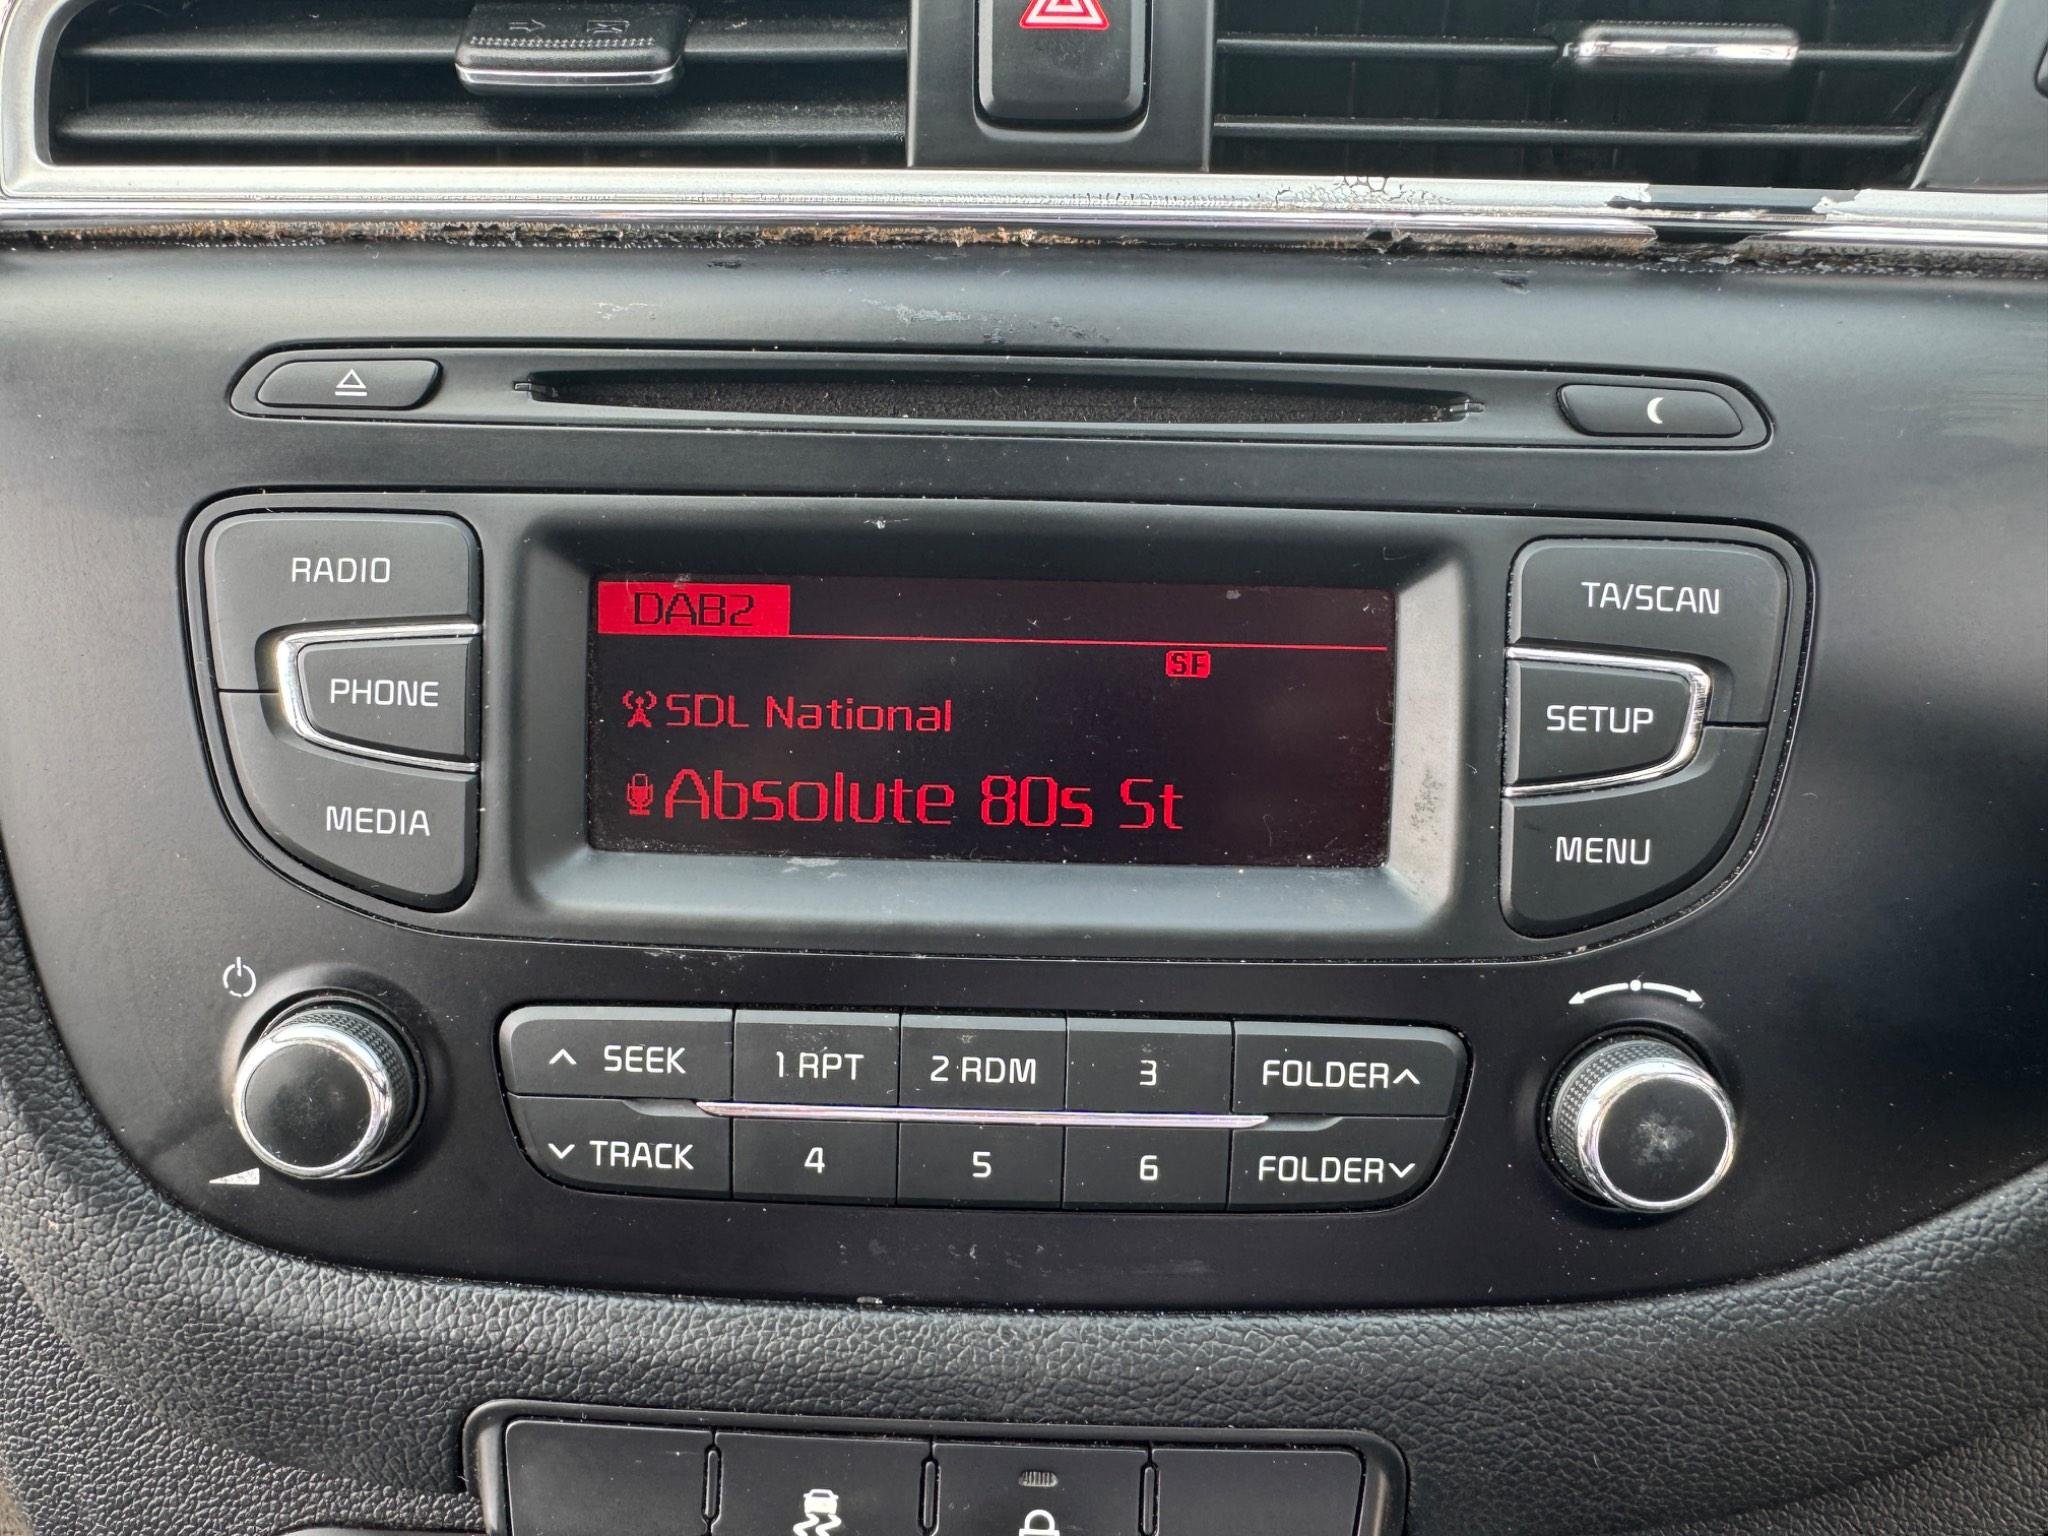 RADIO
PHONE
MEDIA
DAB2
SF
SDL National
Absolute 80s St
TA/SCAN
SETUP
MENU
SEEK
1 RPT
2 RDM
3
FOLDER
TRACK
4
5
6
FOLDER